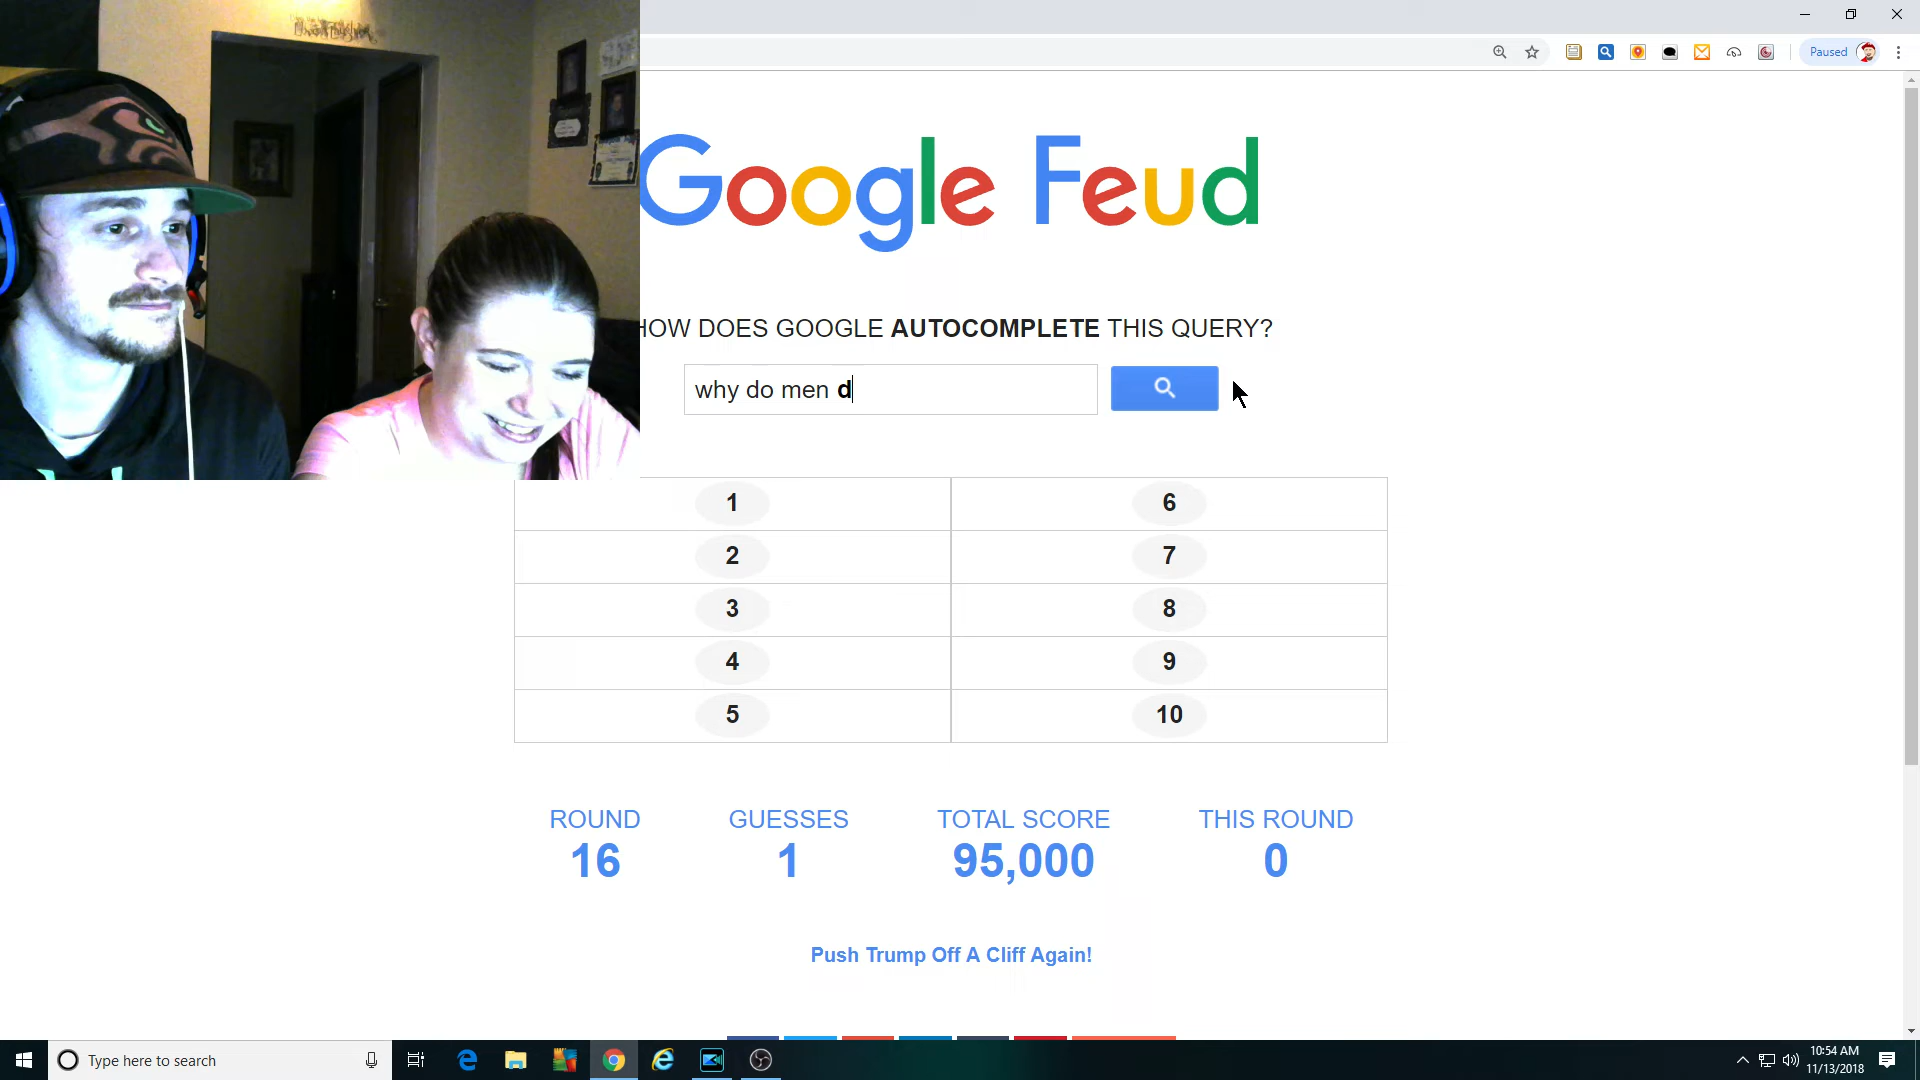 Paused
Google Feud
HOW DOES GOOGLE AUTOCOMPLETE THIS QUERY?
why do men d
1
6
2
7
3
8
4
9
5
10
ROUND
GUESSES
TOTAL SCORE
THIS ROUND
16
1
95,000
0
Push Trump Off A Cliff Again!
Type here to search
10:54 AM
11/13/2018